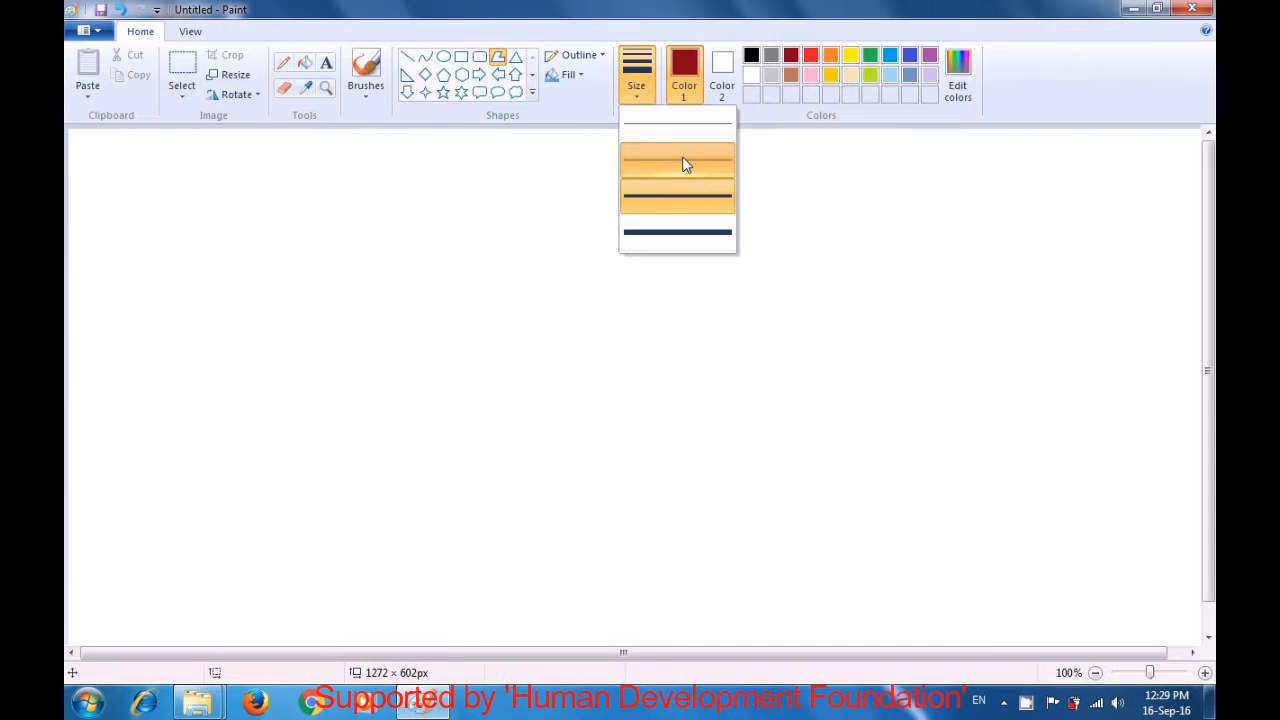 Untitled - Paint
Home View
Paste
Cut
Copy
Clipboard
Select
Crop
Resize
Rotate
Image
A
Tools
Brushes
Outline
Fill
Shapes
Size
Color 1
Color 2
Edit colors
Colors
1272 × 602px
100%
EN
12:29 PM
16-Sep-16
Supported by 'Human Development Foundation'